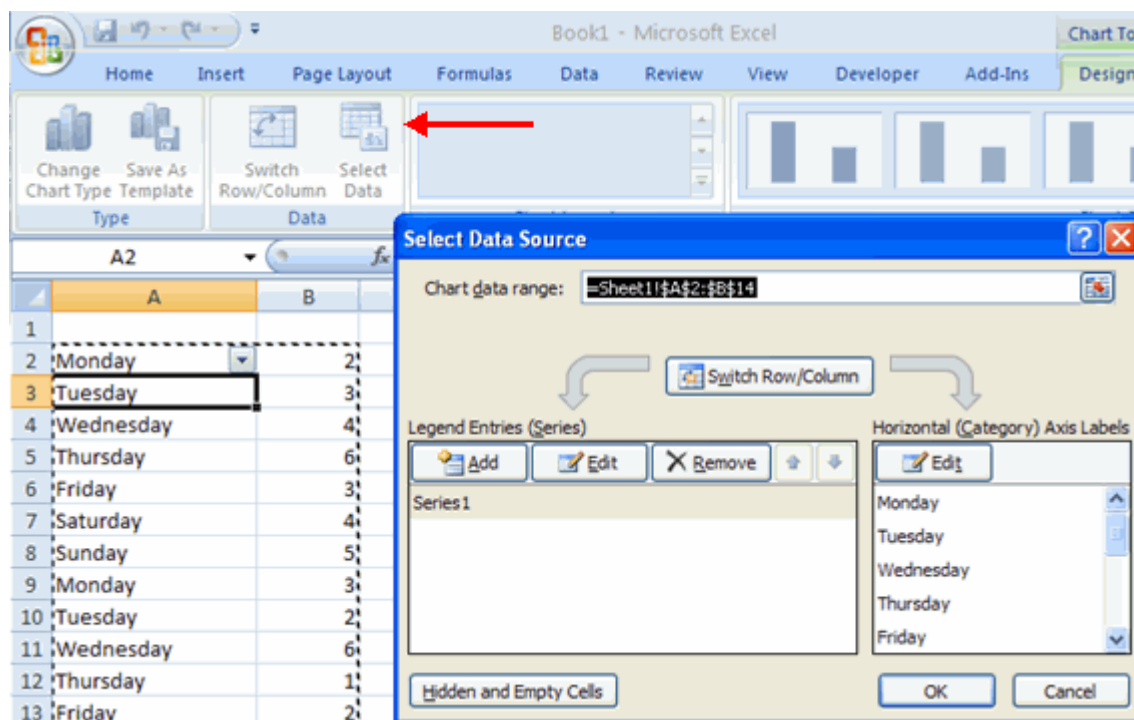 Book1 - Microsoft Excel
Chart To
Home Insert Page Layout Formulas Data Review View Developer Add-Ins Design
Change Chart Type
Save As Template
Switch Row/Column
Select Data
Type
Data
A2
fx
Select Data Source
Chart data range: =Sheet1!$A$2:$B$14
Switch Row/Column
Legend Entries (Series)
Add Edit Remove
Series1
Horizontal (Category) Axis Labels
Edit
Monday
Tuesday
Wednesday
Thursday
Friday
Hidden and Empty Cells
OK Cancel
A B
1
2 Monday 2
3 Tuesday 3
4 Wednesday 4
5 Thursday 6
6 Friday 3
7 Saturday 4
8 Sunday 5
9 Monday 3
10 Tuesday 2
11 Wednesday 6
12 Thursday 1
13 Friday 2